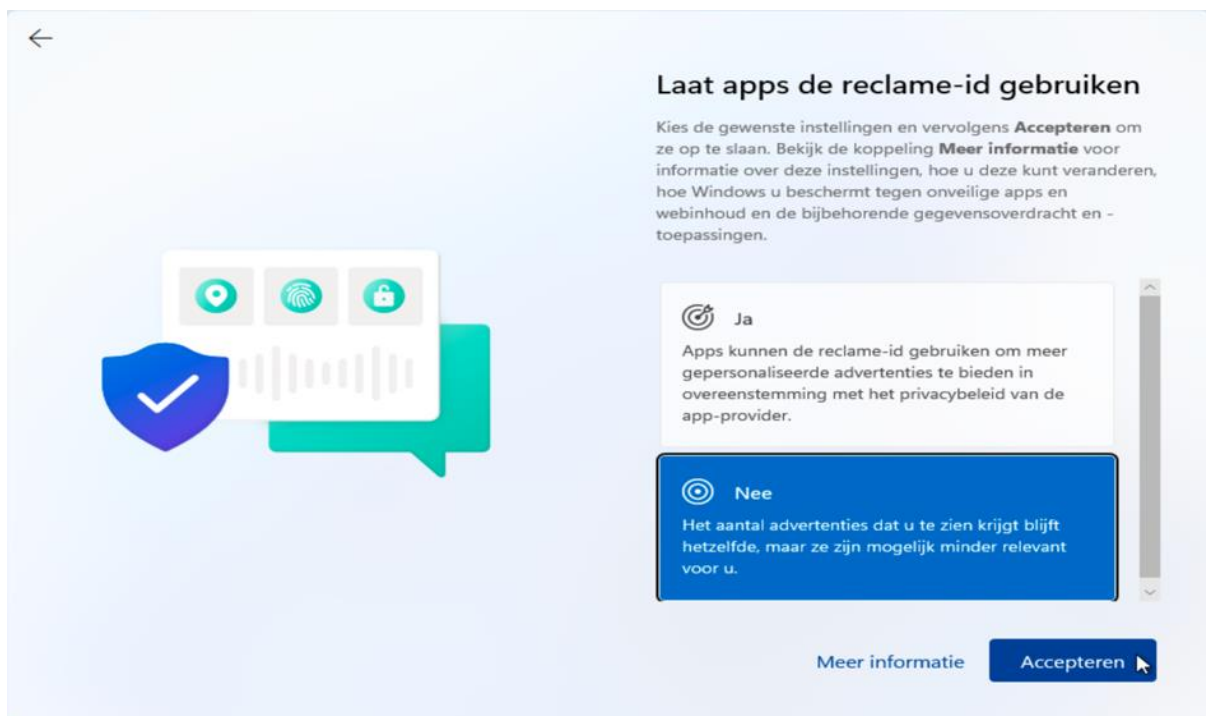 Laat apps de reclame-id gebruiken
Kies de gewenste instellingen en vervolgens Accepteren om
ze op te slaan. Bekijk de koppeling Meer informatie voor
informatie over deze instellingen, hoe u deze kunt veranderen,
hoe Windows u beschermt tegen onveilige apps en
webinhoud en de bijbehorende gegevensoverdracht en -
toepassingen.
Ja
Apps kunnen de reclame-id gebruiken om meer
gepersonaliseerde advertenties te bieden in
overeenstemming met het privacybeleid van de
app-provider.
Nee
Het aantal advertenties dat u te zien krijgt blijft
hetzelfde, maar ze zijn mogelijk minder relevant
voor u.
Meer informatie
Accepteren